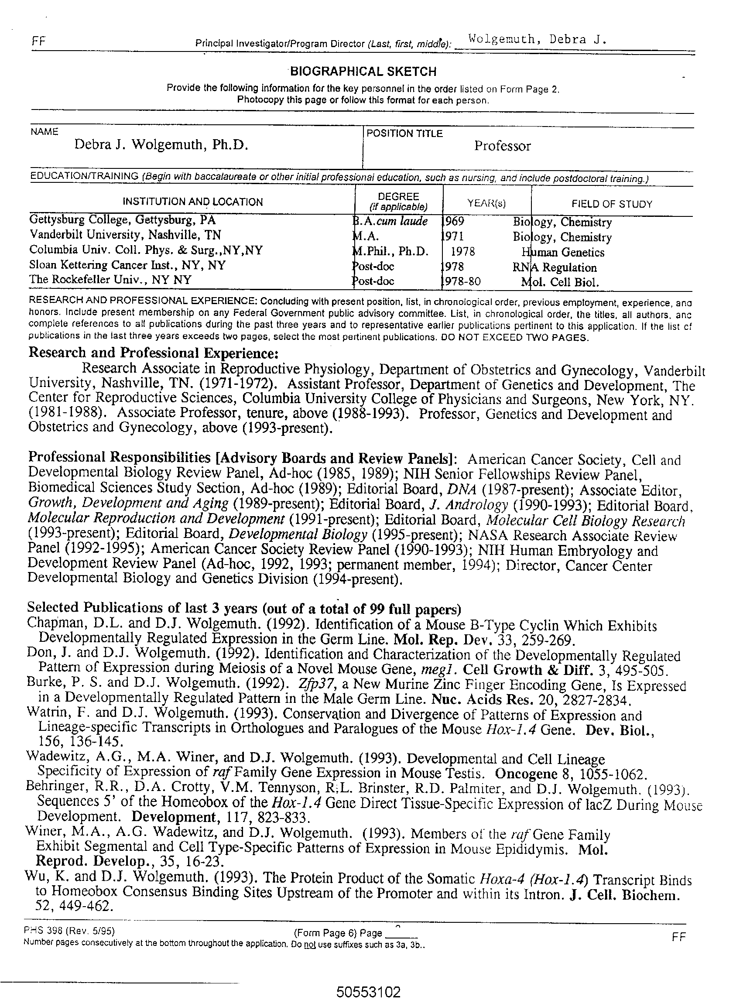 FF
Principal Investigator/Program Director (Last, first, middle): Wolgemuth, Debra J.
BIOGRAPHICAL SKETCH
Provide the following information for the key personnel in the order listed on Form Page 2.
Photocopy this page or follow this format for each person.
NAME
Debra J. Wolgemuth, Ph.D.
POSITION TITLE
Professor
EDUCATION/TRAINING (Begin with baccalaureate or other initial professional education, such as nursing, and include postdoctoral training.)
INSTITUTION AND LOCATION DEGREE (if applicable) YEAR(s) FIELD OF STUDY
Gettysburg College, Gettysburg, PA B.A.cum laude 1969 Biology, Chemistry
Vanderbilt University, Nashville, TN M.A. 1971 Biology, Chemistry
Columbia Univ. Coll. Phys. & Surg.,NY,NY M.Phil., Ph.D. 1978 Human Genetics
Sloan Kettering Cancer Inst., NY, NY Post-doc 1978 RNA Regulation
The Rockefeller Univ., NY NY Post-doc 1978-80 Mol. Cell Biol.
RESEARCH AND PROFESSIONAL EXPERIENCE: Concluding with present position, list, in chronological order, previous employment, experience, and
honors. Include present membership on any Federal Government public advisory committee. List, in chronological order, the titles, all authors, and
complete references to all publications during the past three years and to representative earlier publications pertinent to this application. If the list of
publications in the last three years exceeds two pages, select the most pertinent publications. DO NOT EXCEED TWO PAGES.
Research and Professional Experience:
Research Associate in Reproductive Physiology, Department of Obstetrics and Gynecology, Vanderbilt
University, Nashville, TN. (1971-1972). Assistant Professor, Department of Genetics and Development, The
Center for Reproductive Sciences, Columbia University College of Physicians and Surgeons, New York, NY.
(1981-1988). Associate Professor, tenure, above (1988-1993). Professor, Genetics and Development and
Obstetrics and Gynecology, above (1993-present).
Professional Responsibilities [Advisory Boards and Review Panels]: American Cancer Society, Cell and
Developmental Biology Review Panel, Ad-hoc (1985, 1989); NIH Senior Fellowships Review Panel,
Biomedical Sciences Study Section, Ad-hoc (1989); Editorial Board, DNA (1987-present); Associate Editor,
Growth, Development and Aging (1989-present); Editorial Board, J. Andrology (1990-1993); Editorial Board,
Molecular Reproduction and Development (1991-present); Editorial Board, Molecular Cell Biology Research
(1993-present); Editorial Board, Developmental Biology (1995-present); NASA Research Associate Review
Panel (1992-1995); American Cancer Society Review Panel (1990-1993); NIH Human Embryology and
Development Review Panel (Ad-hoc, 1992, 1993; permanent member, 1994); Director, Cancer Center
Developmental Biology and Genetics Division (1994-present).
Selected Publications of last 3 years (out of a total of 99 full papers)
Chapman, D.L. and D.J. Wolgemuth. (1992). Identification of a Mouse B-Type Cyclin Which Exhibits
Developmentally Regulated Expression in the Germ Line. Mol. Rep. Dev. 33, 259-269.
Don, J. and D.J. Wolgemuth. (1992). Identification and Characterization of the Developmentally Regulated
Pattern of Expression during Meiosis of a Novel Mouse Gene, meg1. Cell Growth & Diff. 3, 495-505.
Burke, P. S. and D.J. Wolgemuth. (1992). Zfp37, a New Murine Zinc Finger Encoding Gene, Is Expressed
in a Developmentally Regulated Pattern in the Male Germ Line. Nuc. Acids Res. 20, 2827-2834.
Watrin, F. and D.J. Wolgemuth. (1993). Conservation and Divergence of Patterns of Expression and
Lineage-specific Transcripts in Orthologues and Paralogues of the Mouse Hox-1.4 Gene. Dev. Biol.,
156, 136-145.
Wadewitz, A.G., M.A. Winer, and D.J. Wolgemuth. (1993). Developmental and Cell Lineage
Specificity of Expression of raf Family Gene Expression in Mouse Testis. Oncogene 8, 1055-1062.
Behringer, R.R., D.A. Crotty, V.M. Tennyson, R.L. Brinster, R.D. Palmiter, and D.J. Wolgemuth. (1993).
Sequences 5' of the Homeobox of the Hox-1.4 Gene Direct Tissue-Specific Expression of lacZ During Mouse
Development. Development, 117, 823-833.
Winer, M.A., A.G. Wadewitz, and D.J. Wolgemuth. (1993). Members of the raf Gene Family
Exhibit Segmental and Cell Type-Specific Patterns of Expression in Mouse Epididymis. Mol.
Reprod. Develop., 35, 16-23.
Wu, K. and D.J. Wolgemuth. (1993). The Protein Product of the Somatic Hoxa-4 (Hox-1.4) Transcript Binds
to Homeobox Consensus Binding Sites Upstream of the Promoter and within its Intron. J. Cell. Biochem.
52, 449-462.
PHS 398 (Rev. 5/95) (Form Page 6) Page FF
Number pages consecutively at the bottom throughout the application. Do not use suffixes such as 3a, 3b..
50553102